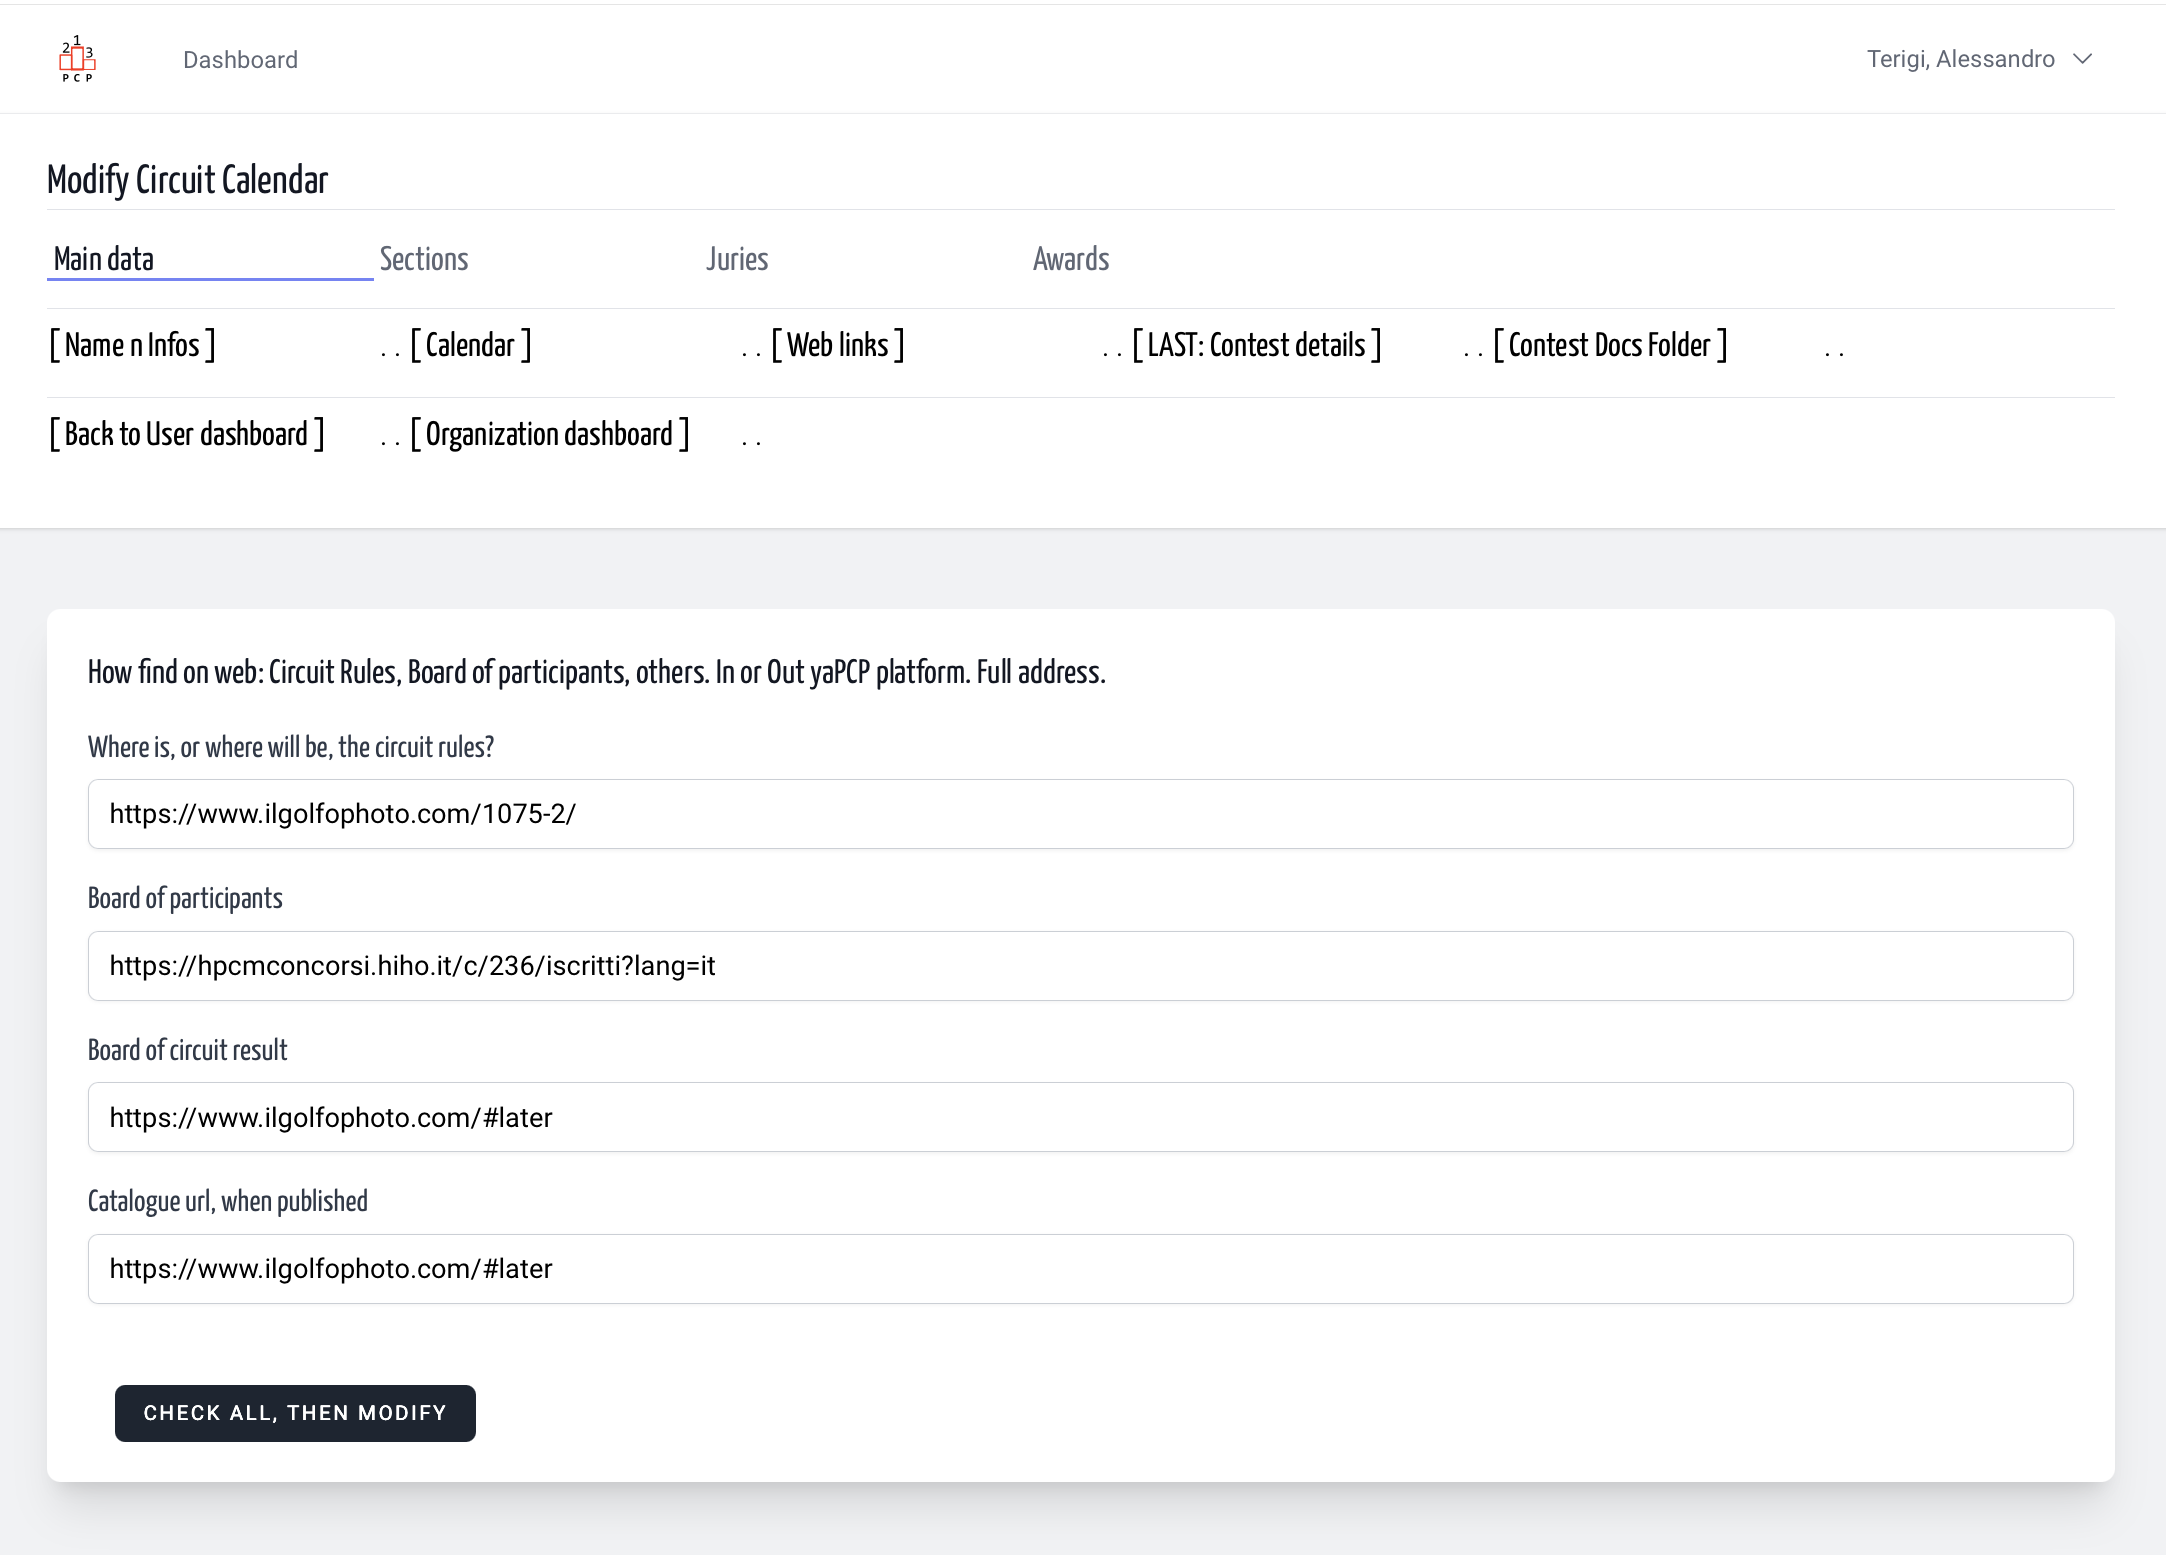 2 1 3
P C P
Dashboard
Terigi, Alessandro
Modify Circuit Calendar
Main data
Sections
Juries
Awards
[ Name n Infos ] . . [ Calendar ] . . [ Web links ] . . [ LAST: Contest details ] . . [ Contest Docs Folder ] . .
[ Back to User dashboard ] . . [ Organization dashboard ] . .
How find on web: Circuit Rules, Board of participants, others. In or Out yaPCP platform. Full address.
Where is, or where will be, the circuit rules?
https://www.ilgolfophoto.com/1075-2/
Board of participants
https://hpcmconcorsi.hiho.it/c/236/iscritti?lang=it
Board of circuit result
https://www.ilgolfophoto.com/#later
Catalogue url, when published
https://www.ilgolfophoto.com/#later
CHECK ALL, THEN MODIFY